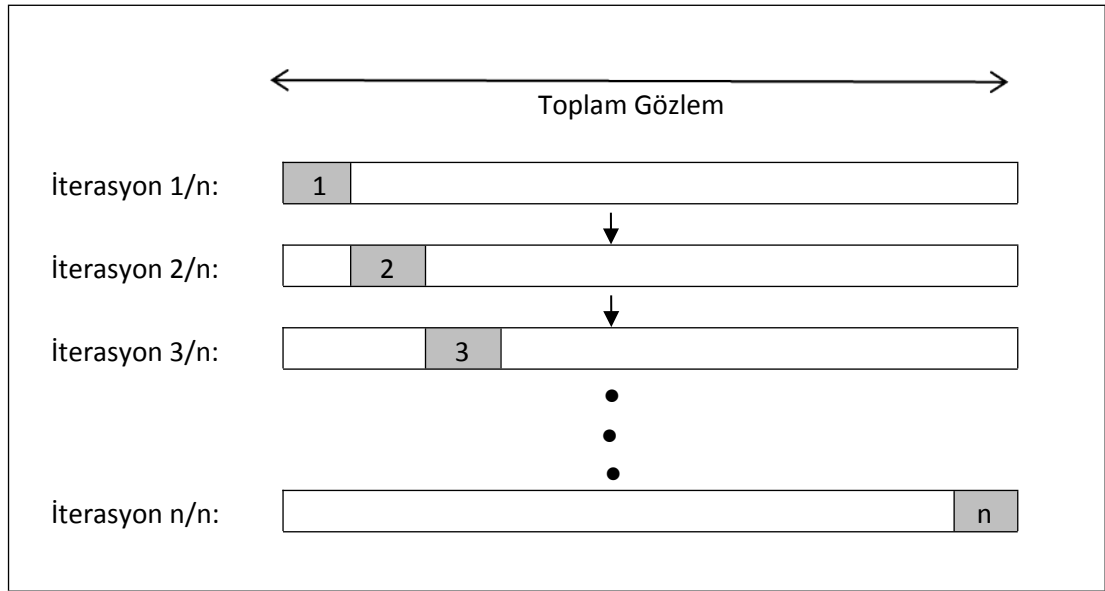 Toplam Gözlem
İterasyon 1/n:
1
İterasyon 2/n:
2
İterasyon 3/n:
3
İterasyon n/n:
n